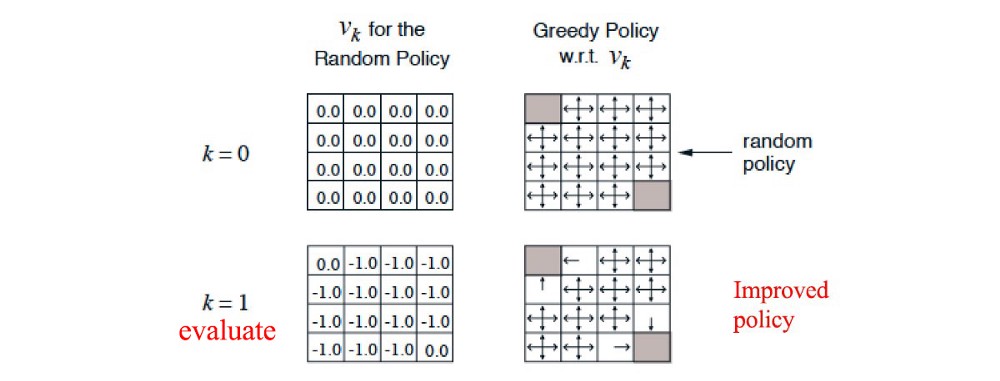 vₖ for the
Random Policy
Greedy Policy
w.r.t. vₖ
k = 0
0.0 0.0 0.0 0.0
0.0 0.0 0.0 0.0
0.0 0.0 0.0 0.0
0.0 0.0 0.0 0.0
random
policy
k = 1
evaluate
0.0 -1.0 -1.0 -1.0
-1.0 -1.0 -1.0 -1.0
-1.0 -1.0 -1.0 -1.0
-1.0 -1.0 -1.0 0.0
Improved
policy